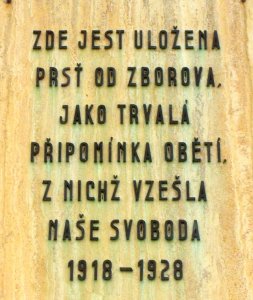 ZDE JEST ULOŽENA
PRSŤ OD ZBOROVA,
JAKO TRVALÁ
PŘIPOMÍNKA OBĚTÍ,
Z NICHŽ VZEŠLA
NAŠE SVOBODA
1918 – 1928